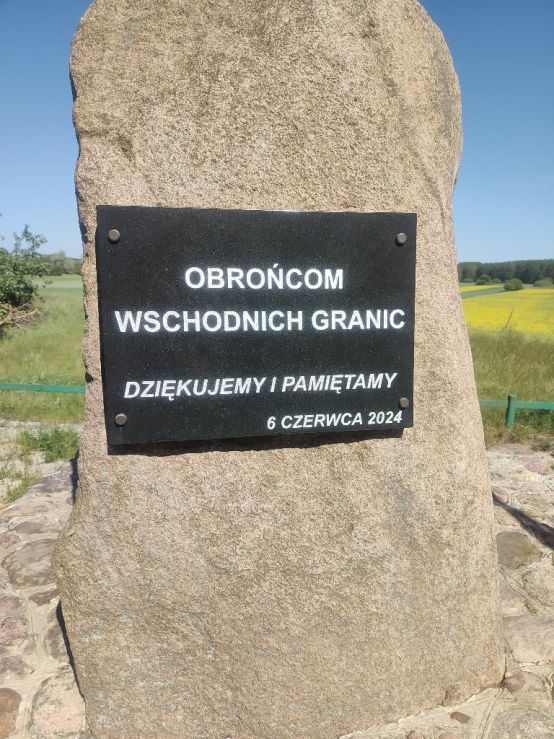 OBROŃCOM
WSCHODNICH GRANIC
DZIĘKUJEMY I PAMIĘTAMY
6 CZERWCA 2024